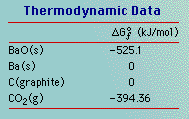 Thermodynamic Data
ΔG°f (kJ/mol)
BaO(s) -525.1
Ba(s) 0
C(graphite) 0
CO2(g) -394.36